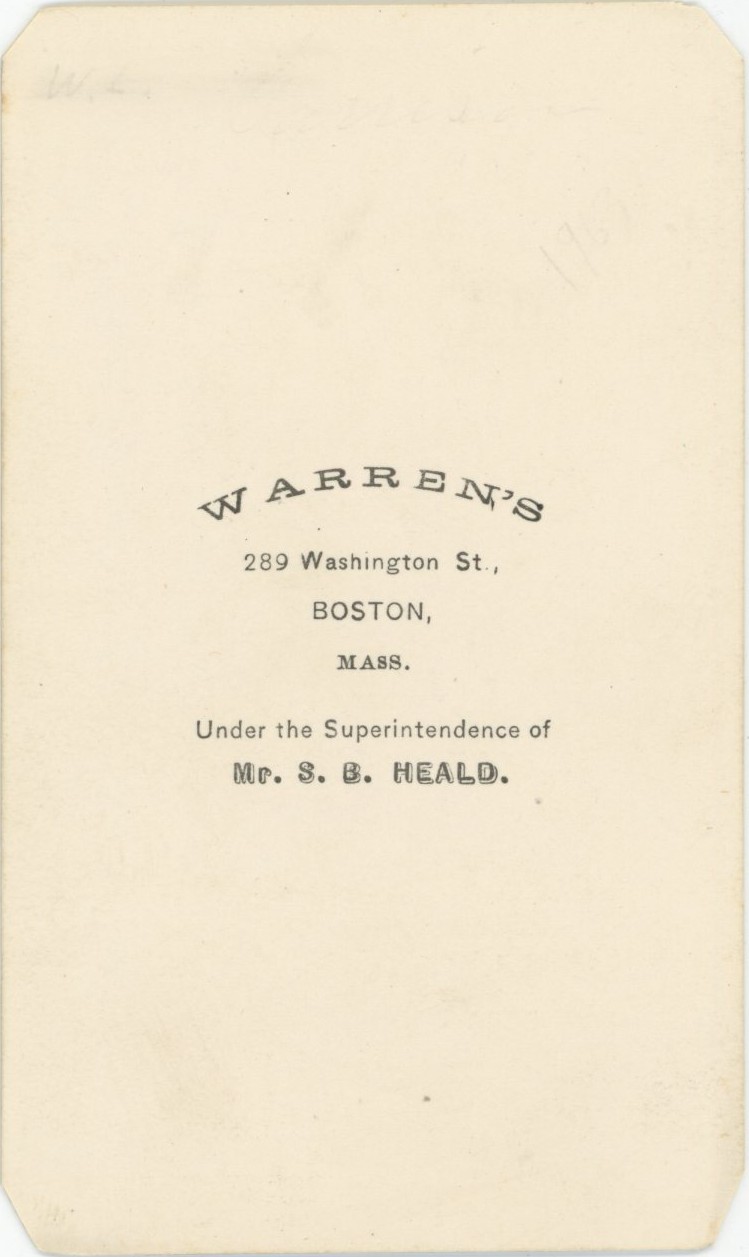 WARREN'S
289 Washington St.,
BOSTON,
MASS.
Under the Superintendence of
Mr. S. B. HEALD.